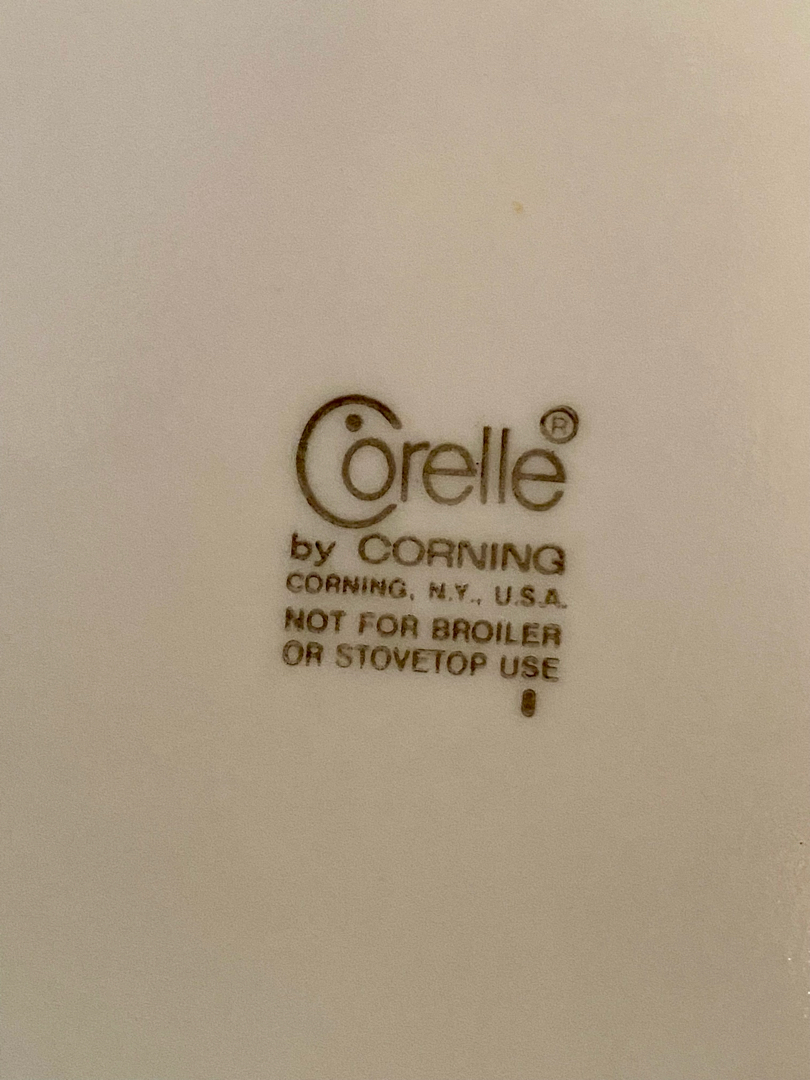 Corelle®
by CORNING
CORNING, N.Y., U.S.A.
NOT FOR BROILER
OR STOVETOP USE